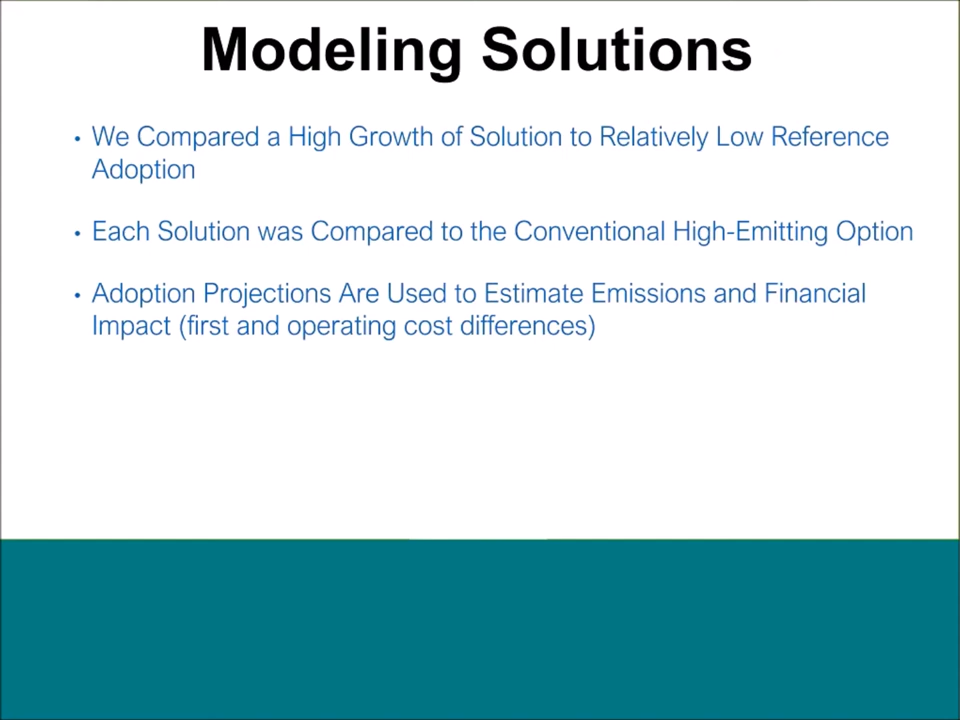 Modeling Solutions
• We Compared a High Growth of Solution to Relatively Low Reference
Adoption
• Each Solution was Compared to the Conventional High-Emitting Option
• Adoption Projections Are Used to Estimate Emissions and Financial
Impact (first and operating cost differences)